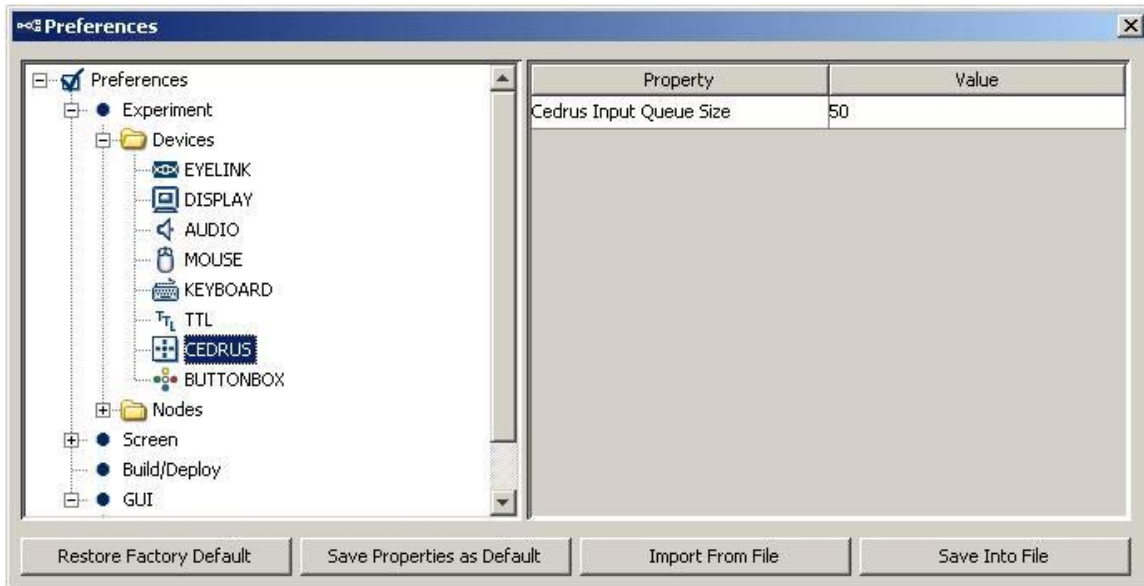 Preferences
Preferences
Experiment
Devices
EYELINK
DISPLAY
AUDIO
MOUSE
KEYBOARD
TTL
CEDRUS
BUTTONBOX
Nodes
Screen
Build/Deploy
GUI
Property Value
Cedrus Input Queue Size 50
Restore Factory Default Save Properties as Default Import From File Save Into File